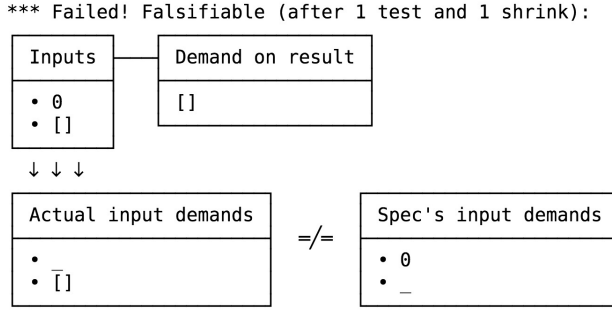 *** Failed! Falsifiable (after 1 test and 1 shrink):
Inputs
Demand on result
• 0
• []
[]
↓ ↓ ↓
Actual input demands
=/=
Spec's input demands
• _
• []
• 0
• _